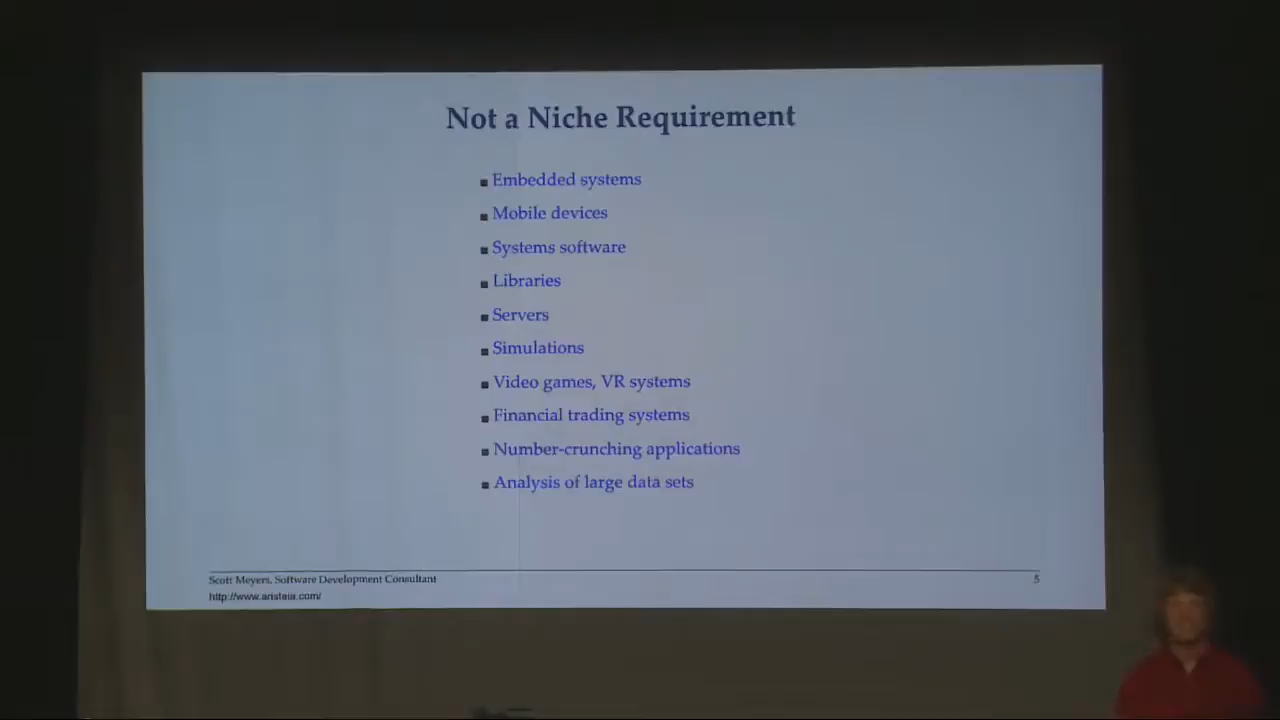 Not a Niche Requirement
▪ Embedded systems
▪ Mobile devices
▪ Systems software
▪ Libraries
▪ Servers
▪ Simulations
▪ Video games, VR systems
▪ Financial trading systems
▪ Number-crunching applications
▪ Analysis of large data sets
Scott Meyers, Software Development Consultant
5
http://www.aristeia.com/